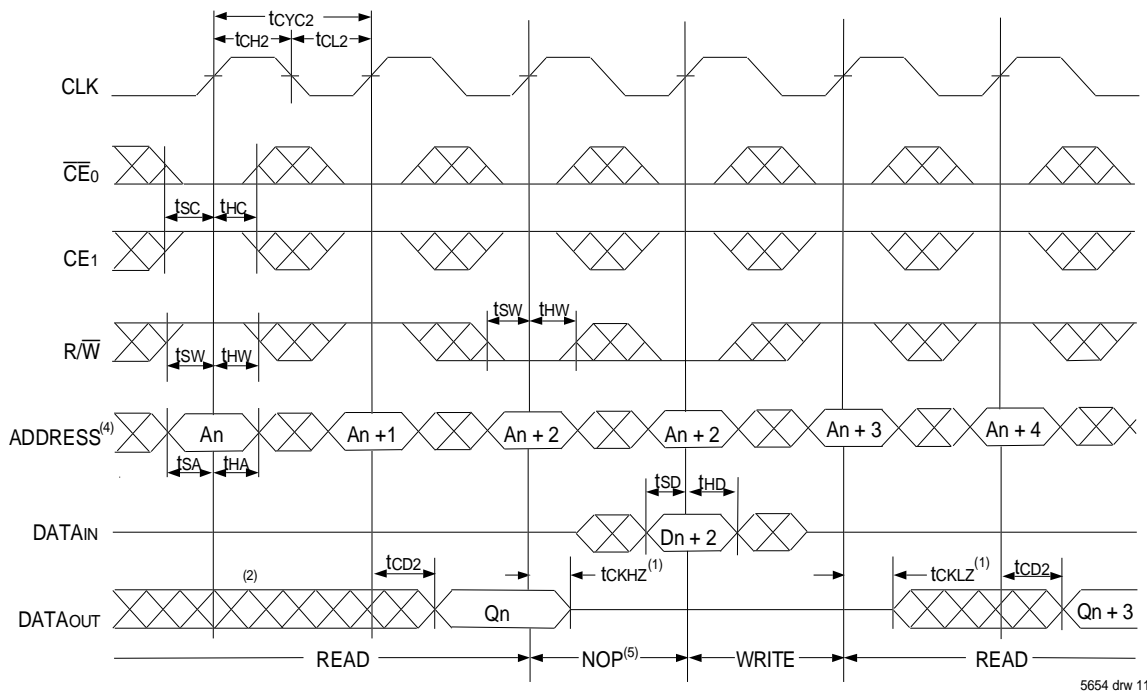 tCYC2
tCH2 tCL2
CLK
CE0
tSC tHC
CE1
tSW tHW
R/W
tSW tHW
ADDRESS(4) An An +1 An + 2 An + 2 An + 3 An + 4
tSA tHA
tSD tHD
DATAIN Dn + 2
tCD2 tCKHZ(1) tCKLZ(1) tCD2
(2)
DATAOUT Qn Qn + 3
READ NOP(5) WRITE READ
5654 drw 11